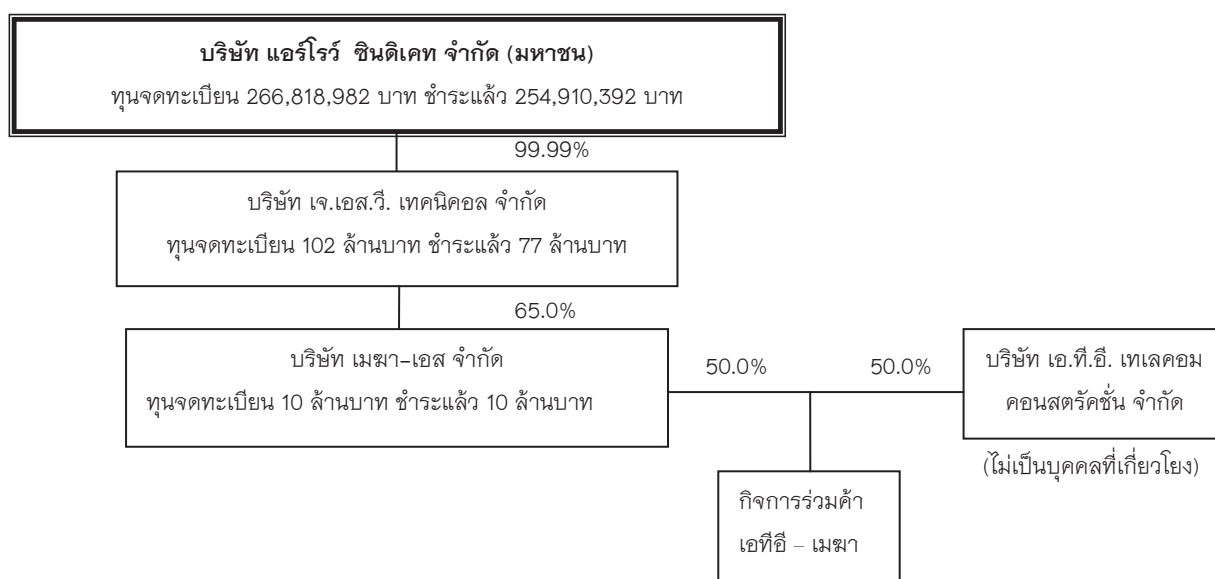 บริษัท แอร์โรว์ ซินดิเคท จำกัด (มหาชน)
ทุนจดทะเบียน 266,818,982 บาท ชำระแล้ว 254,910,392 บาท
99.99%
บริษัท เจ.เอส.วี. เทคนิคอล จำกัด
ทุนจดทะเบียน 102 ล้านบาท ชำระแล้ว 77 ล้านบาท
65.0%
บริษัท เมฆา-เอส จำกัด
ทุนจดทะเบียน 10 ล้านบาท ชำระแล้ว 10 ล้านบาท
50.0%
50.0%
บริษัท เอ.ที.อี. เทเลคอม
คอนสตรัคชั่น จำกัด
(ไม่เป็นบุคคลที่เกี่ยวโยง)
กิจการร่วมค้า
เอทีอี – เมฆา